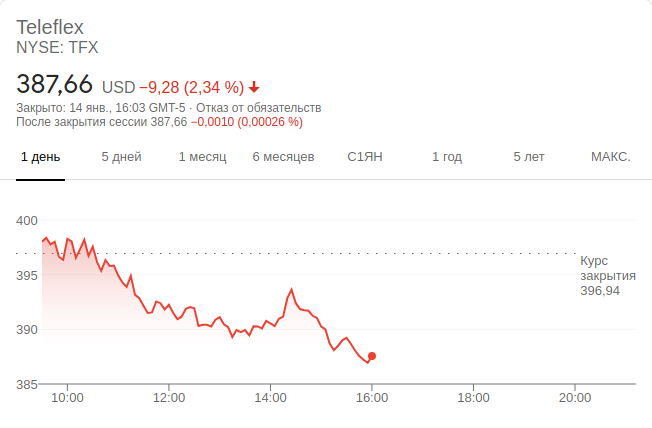 Teleflex
NYSE: TFX
387,66 USD −9,28 (2,34 %)
Закрыто: 14 янв., 16:03 GMT-5 · Отказ от обязательств
После закрытия сессии 387,66 −0,0010 (0,00026 %)
1 день 5 дней 1 месяц 6 месяцев С1ЯН 1 год 5 лет МАКС.
400
395
390
385
Курс
закрытия
396,94
10:00 12:00 14:00 16:00 18:00 20:00